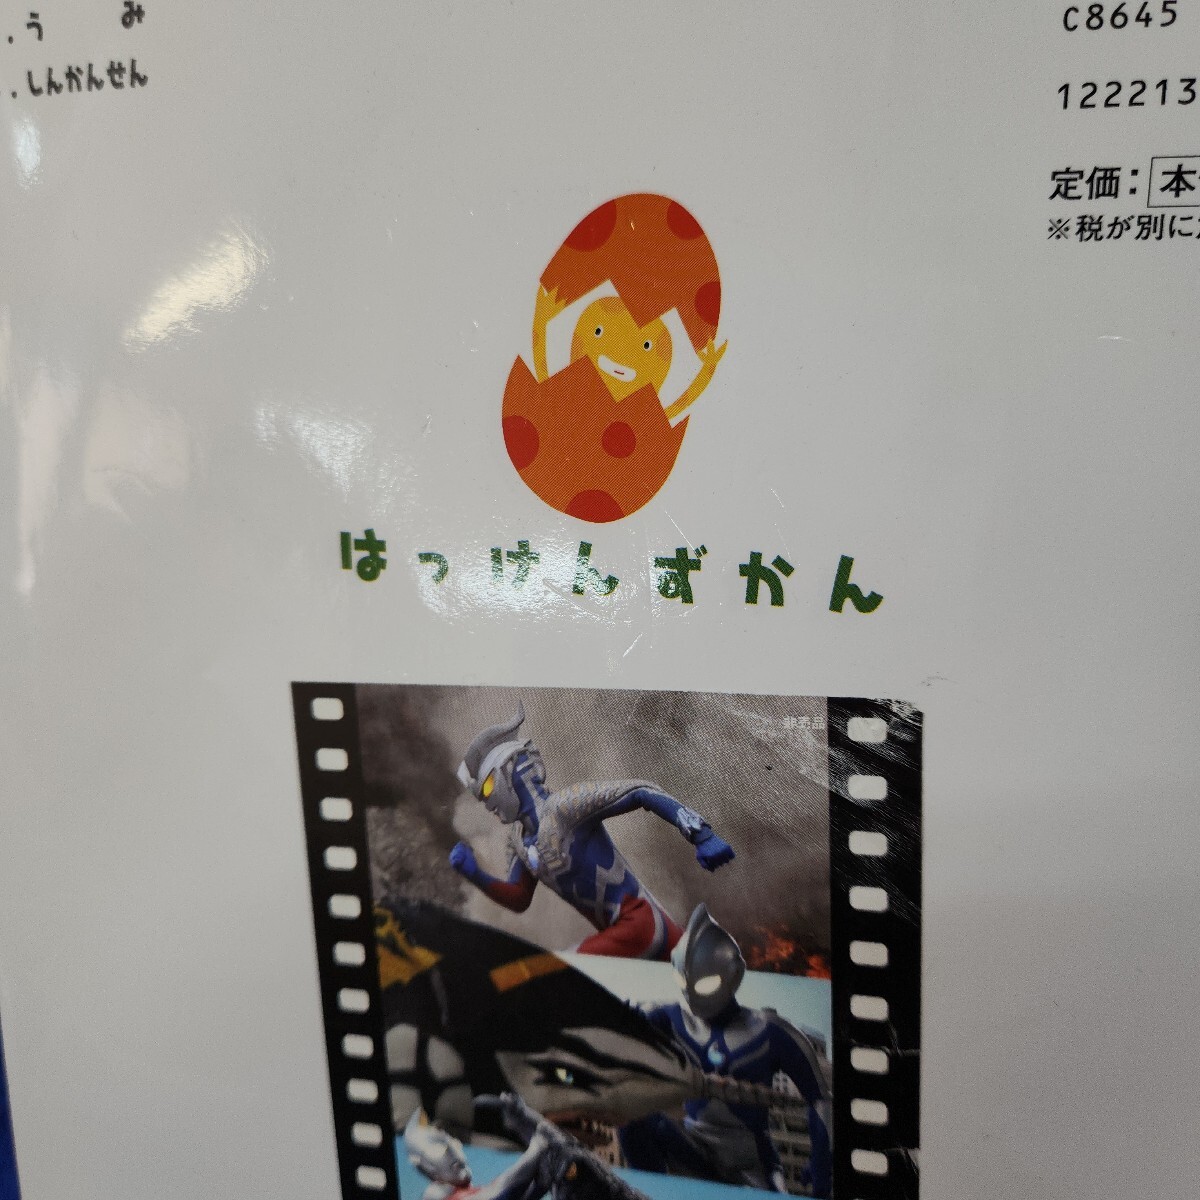 .う み
.しんかんせん
C8645
122213
定価：本
※税が別に
はっけんずかん
非売品